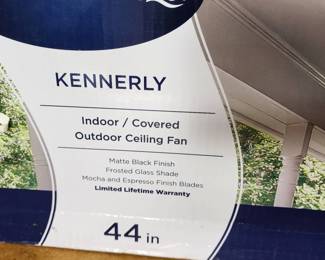 KENNERLY
Indoor / Covered
Outdoor Ceiling Fan
Matte Black Finish
Frosted Glass Shade
Mocha and Espresso Finish Blades
Limited Lifetime Warranty
44 in